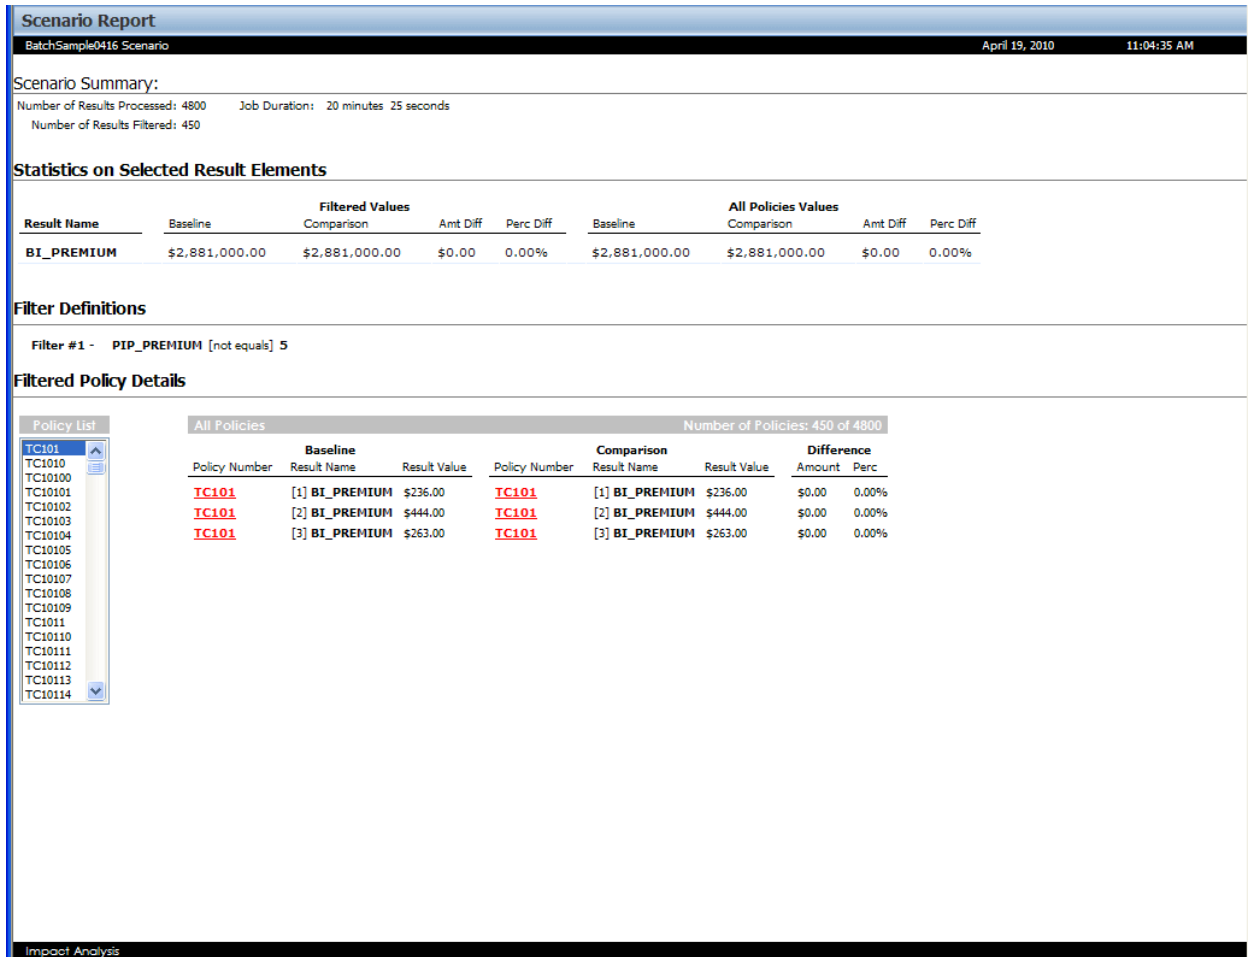 Scenario Report
BatchSample0416 Scenario April 19, 2010 11:04:35 AM
Scenario Summary:
Number of Results Processed: 4800 Job Duration: 20 minutes 25 seconds
Number of Results Filtered: 450
Statistics on Selected Result Elements
Filtered Values All Policies Values
Result Name Baseline Comparison Amt Diff Perc Diff Baseline Comparison Amt Diff Perc Diff
BI_PREMIUM $2,881,000.00 $2,881,000.00 $0.00 0.00% $2,881,000.00 $2,881,000.00 $0.00 0.00%
Filter Definitions
Filter #1 - PIP_PREMIUM [not equals] 5
Filtered Policy Details
Policy List
TC101
TC1010
TC10100
TC10101
TC10102
TC10103
TC10104
TC10105
TC10106
TC10107
TC10108
TC10109
TC1011
TC10110
TC10111
TC10112
TC10113
TC10114
All Policies Number of Policies: 450 of 4800
Baseline Comparison Difference
Policy Number Result Name Result Value Policy Number Result Name Result Value Amount Perc
TC101 [1] BI_PREMIUM $236.00 TC101 [1] BI_PREMIUM $236.00 $0.00 0.00%
TC101 [2] BI_PREMIUM $444.00 TC101 [2] BI_PREMIUM $444.00 $0.00 0.00%
TC101 [3] BI_PREMIUM $263.00 TC101 [3] BI_PREMIUM $263.00 $0.00 0.00%
Impact Analysis